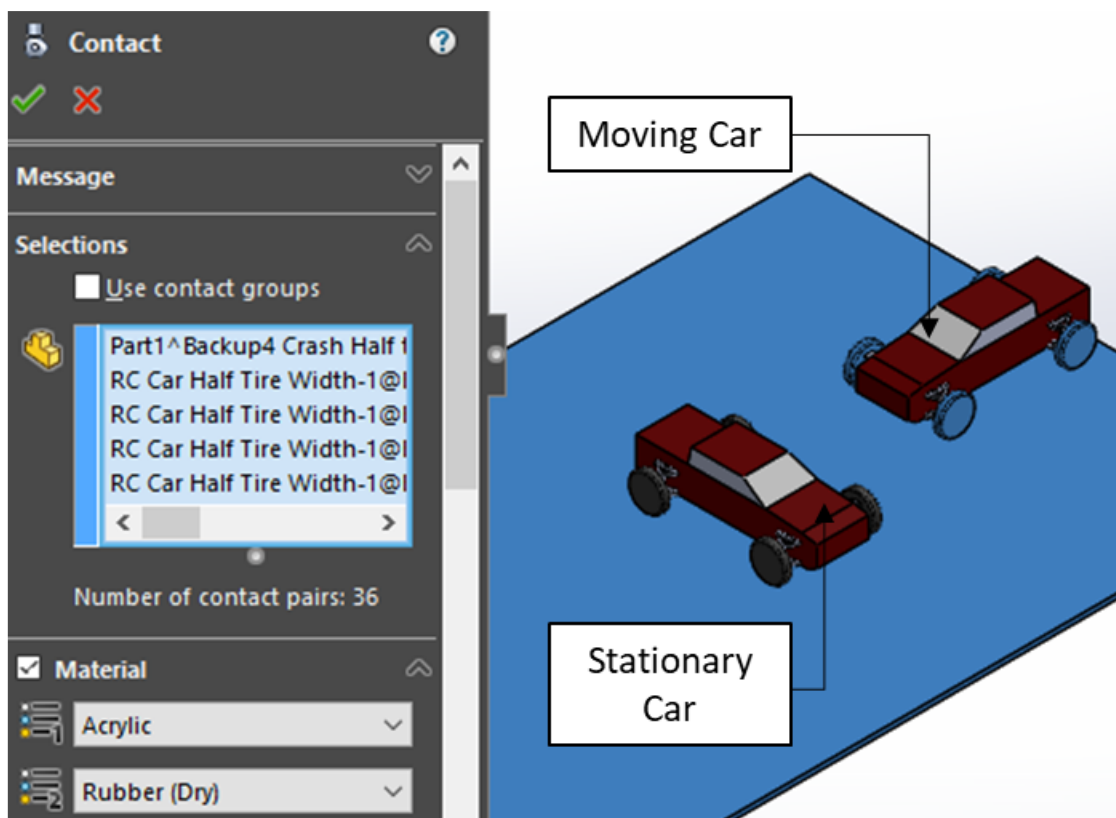 Contact
Message
Selections
Use contact groups
Part1^Backup4 Crash Half t
RC Car Half Tire Width-1@
RC Car Half Tire Width-1@
RC Car Half Tire Width-1@
RC Car Half Tire Width-1@
Number of contact pairs: 36
Material
1
Acrylic
2
Rubber (Dry)
Moving Car
Stationary
Car